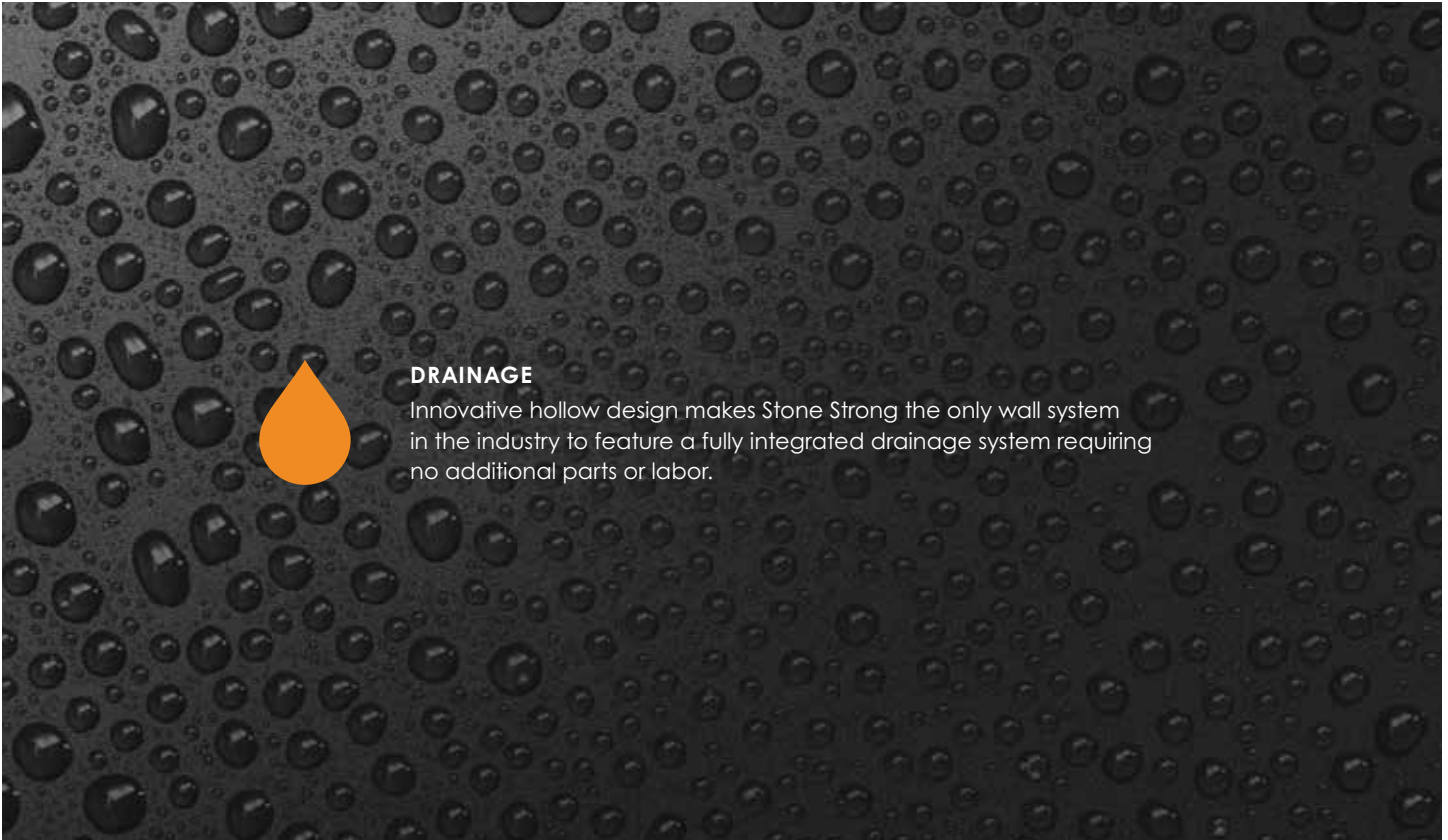 DRAINAGE
Innovative hollow design makes Stone Strong the only wall system
in the industry to feature a fully integrated drainage system requiring
no additional parts or labor.